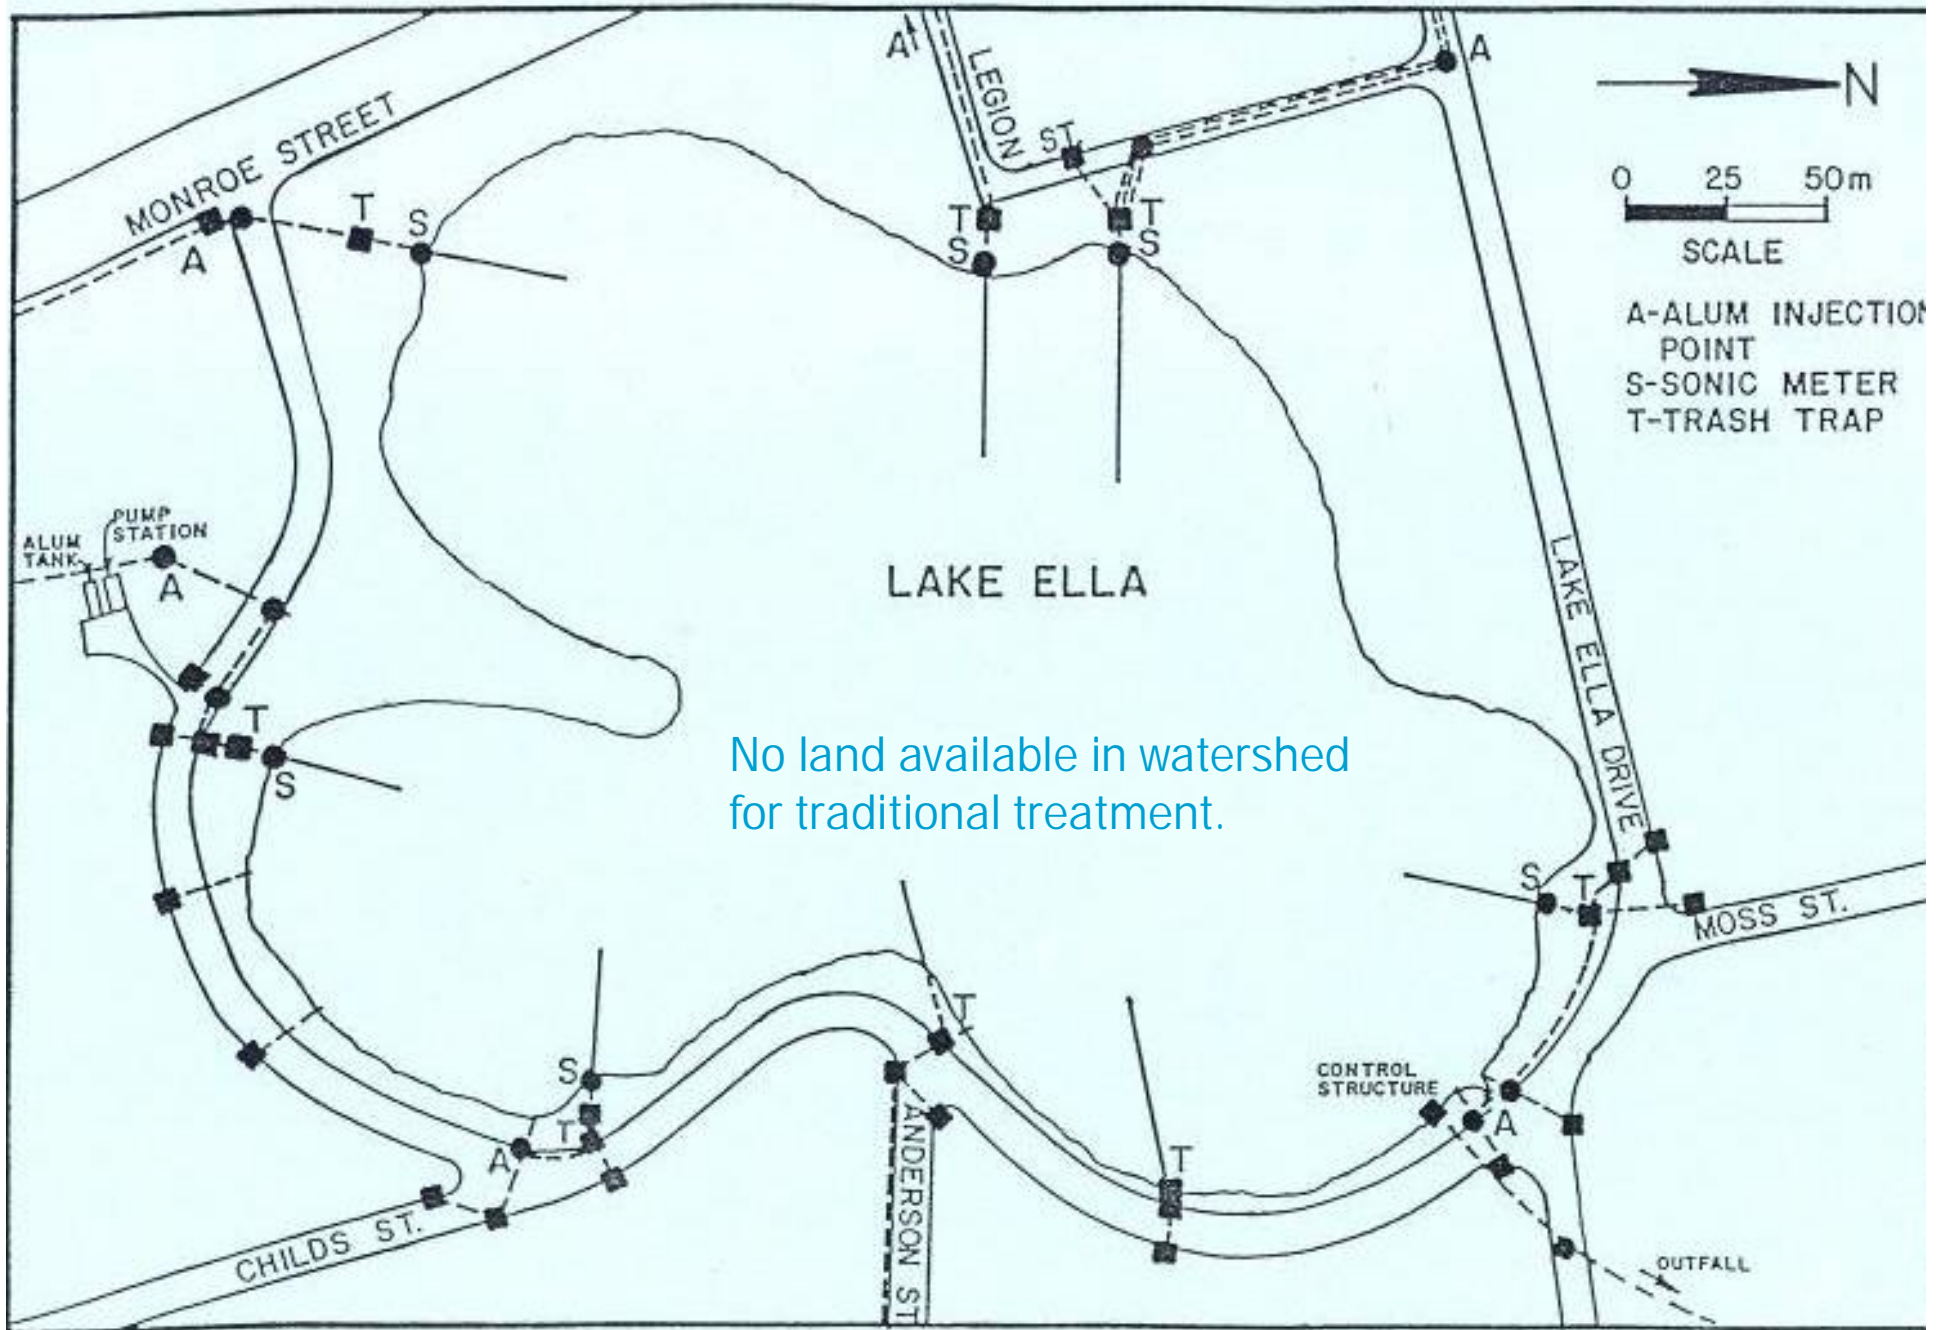 A
LEGION
ST.
A
N
0 25 50m
SCALE
A-ALUM INJECTION
POINT
S-SONIC METER
T-TRASH TRAP
MONROE STREET
A
T
S
T
S
T
S
PUMP
STATION
ALUM
TANK
A
LAKE ELLA
LAKE ELLA DRIVE
T
S
No land available in watershed
for traditional treatment.
S
T
MOSS ST.
T
S
T
A
CONTROL
STRUCTURE
A
T
ANDERSON ST
CHILDS ST.
OUTFALL